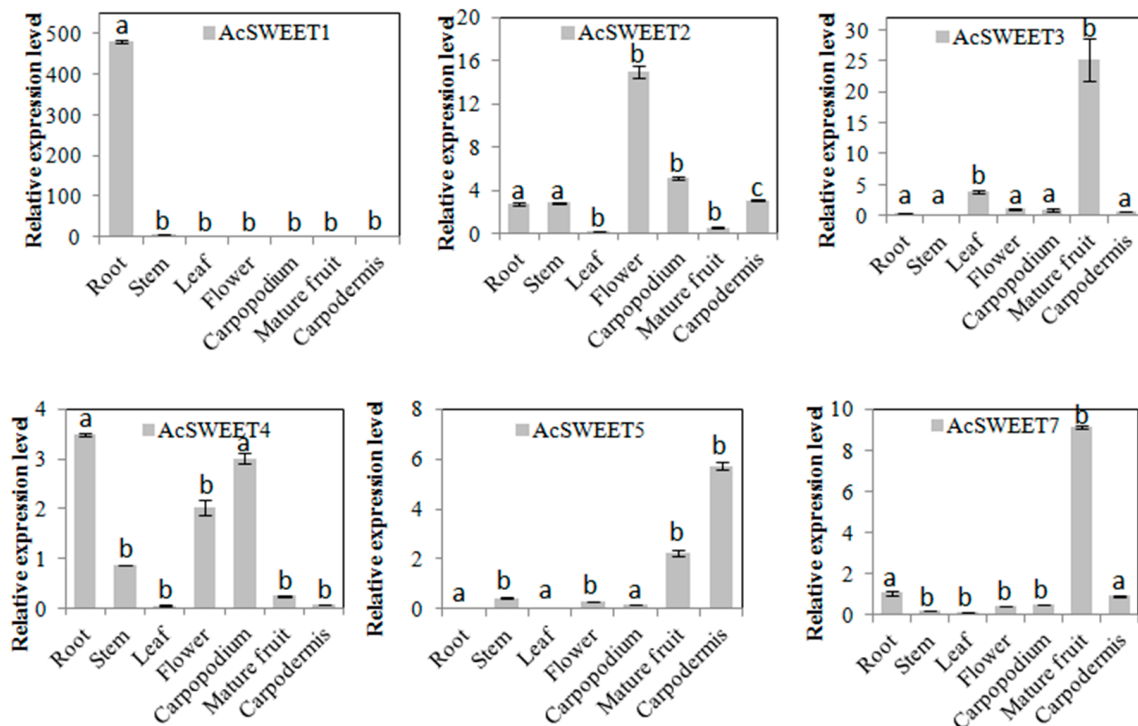 Relative expression level
AcSWEET1
500
400
300
200
100
0
a
b
b
b
b
b
b
Root
Stem
Leaf
Flower
Carpopodium
Mature fruit
Carpodermis
Relative expression level
AcSWEET2
20
16
12
8
4
0
a
a
b
b
b
b
c
Root
Stem
Leaf
Flower
Carpopodium
Mature fruit
Carpodermis
Relative expression level
AcSWEET3
30
25
20
15
10
5
0
a
a
b
a
a
b
a
Root
Stem
Leaf
Flower
Carpopodium
Mature fruit
Carpodermis
Relative expression level
AcSWEET4
4
3
2
1
0
a
b
b
b
a
b
b
Root
Stem
Leaf
Flower
Carpopodium
Mature fruit
Carpodermis
Relative expression level
AcSWEET5
8
6
4
2
0
a
b
a
b
a
b
b
Root
Stem
Leaf
Flower
Carpopodium
Mature fruit
Carpodermis
Relative expression level
AcSWEET7
10
8
6
4
2
0
a
b
b
b
b
b
a
Root
Stem
Leaf
Flower
Carpopodium
Mature fruit
Carpodermis